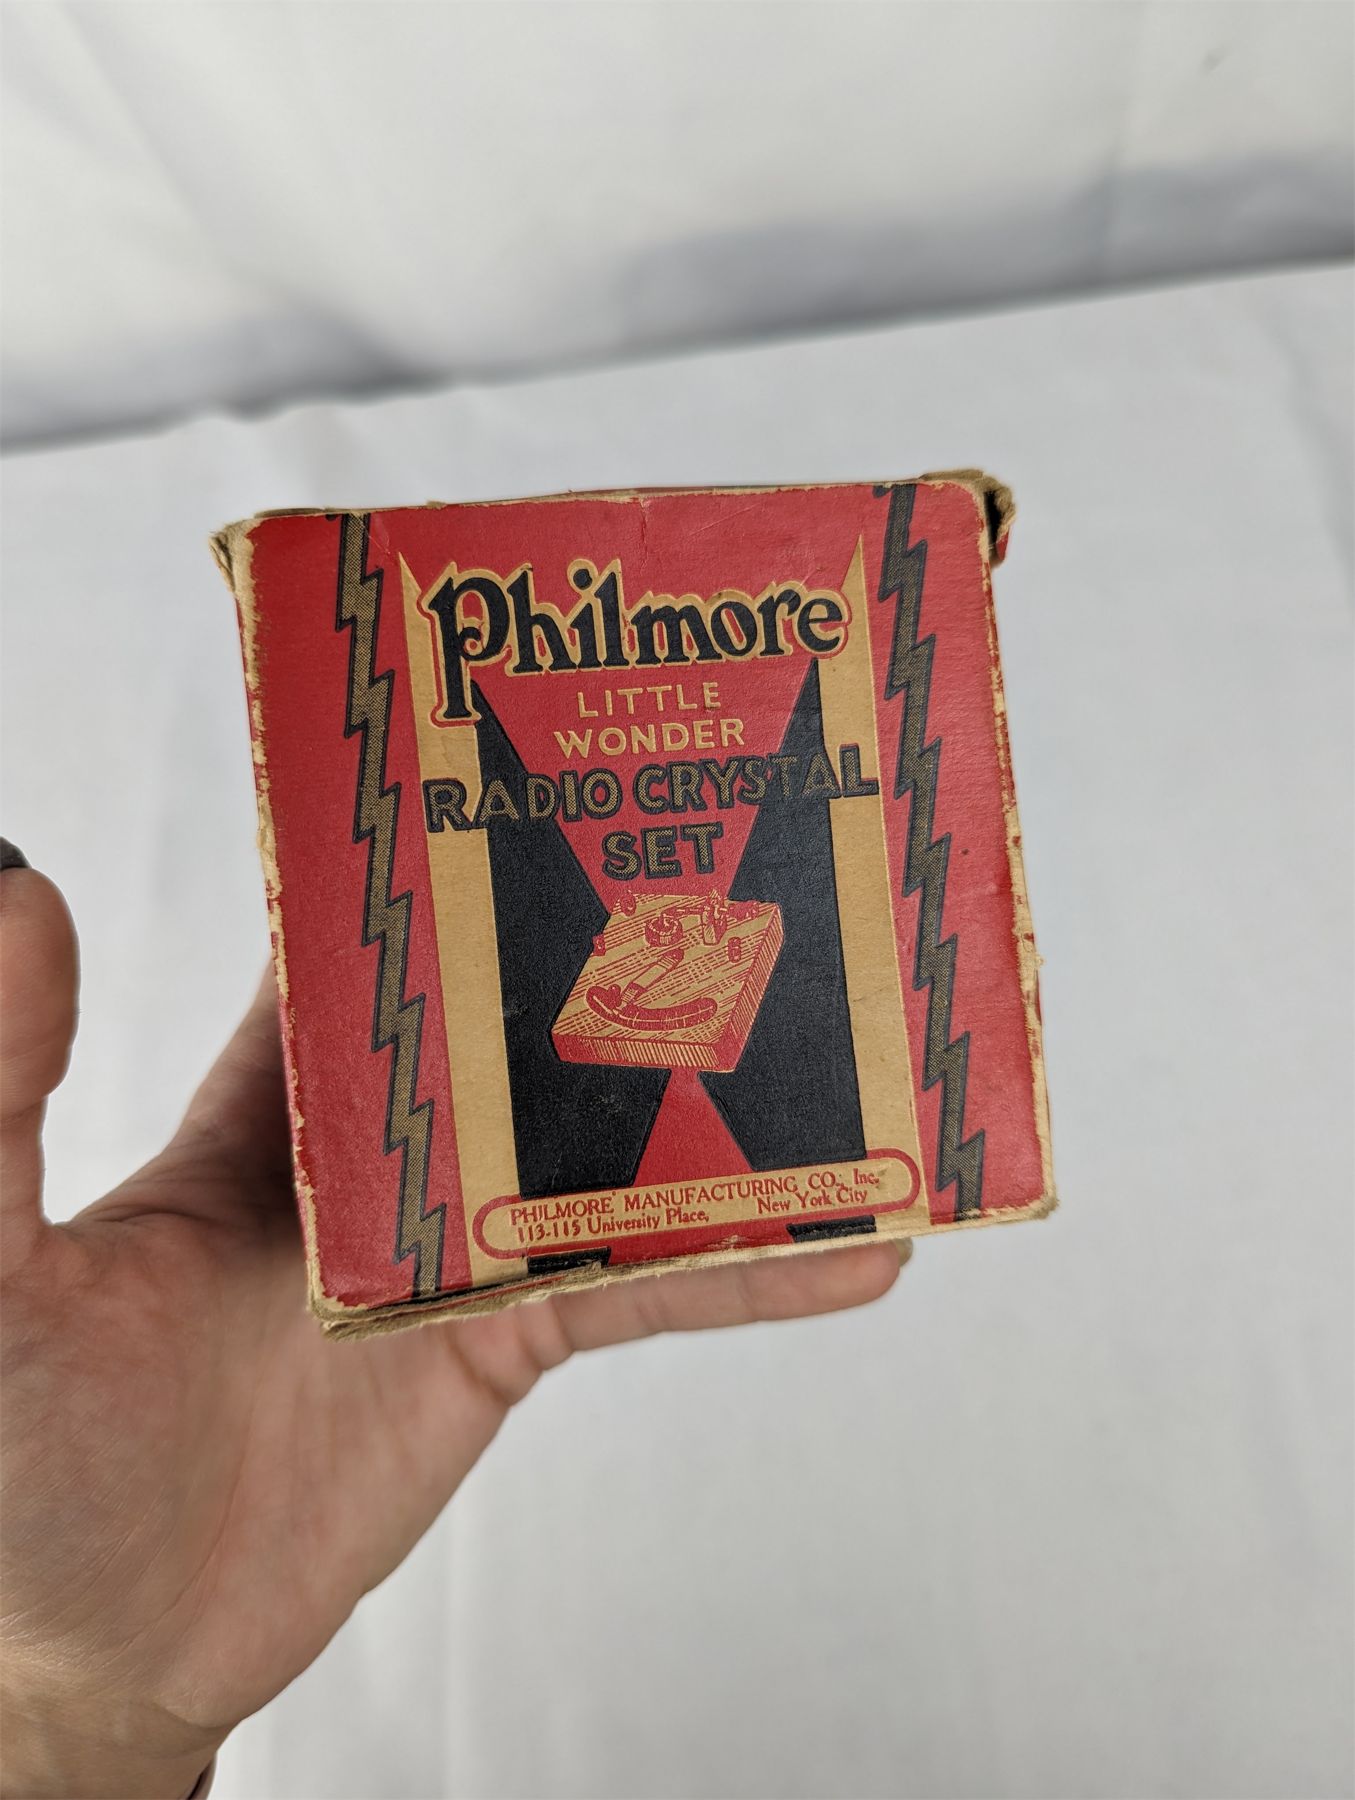 Philmore
LITTLE
WONDER
RADIO CRYSTAL
SET
PHILMORE MANUFACTURING CO., Inc.
113-115 University Place, New York City